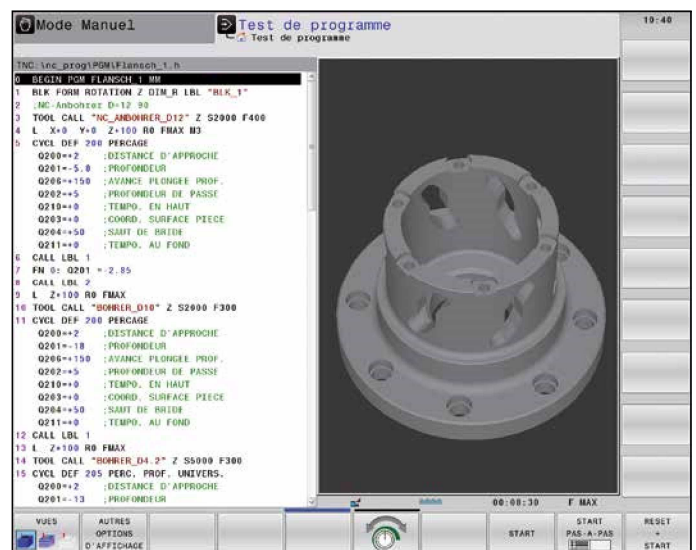 Mode Manuel
Test de programme
Test de programme
10:40
TNC:\nc_prog\PGM\Flansch_1.h
0 BEGIN PGM FLANSCH_1 MM
1 BLK FORM ROTATION Z DIM_R LBL "BLK_1"
2 ;NC-Anbohrer D=12 90
3 TOOL CALL "NC_ANBOHRER_D12" Z S2000 F400
4 L X+0 Y+0 Z+100 R0 FMAX M3
5 CYCL DEF 200 PERCAGE
Q200=+2 ;DISTANCE D'APPROCHE
Q201=-5.0 ;PROFONDEUR
Q206=+150 ;AVANCE PLONGEE PROF.
Q202=+5 ;PROFONDEUR DE PASSE
Q210=+0 ;TEMPO. EN HAUT
Q203=+0 ;COORD. SURFACE PIECE
Q204=+50 ;SAUT DE BRIDE
Q211=+0 ;TEMPO. AU FOND
6 CALL LBL 1
7 FN 0: Q201 =-2.85
8 CALL LBL 2
9 L Z+100 R0 FMAX
10 TOOL CALL "BOHRER_D10" Z S2000 F300
11 CYCL DEF 200 PERCAGE
Q200=+2 ;DISTANCE D'APPROCHE
Q201=-18 ;PROFONDEUR
Q206=+150 ;AVANCE PLONGEE PROF.
Q202=+5 ;PROFONDEUR DE PASSE
Q210=+0 ;TEMPO. EN HAUT
Q203=+0 ;COORD. SURFACE PIECE
Q204=+50 ;SAUT DE BRIDE
Q211=+0 ;TEMPO. AU FOND
12 CALL LBL 1
13 L Z+100 R0 FMAX
14 TOOL CALL "BOHRER_D4.2" Z S5000 F300
15 CYCL DEF 205 PERC. PROF. UNIVERS.
Q200=+2 ;DISTANCE D'APPROCHE
Q201=-13 ;PROFONDEUR
00:08:30 F MAX
VUES
AUTRES
OPTIONS
D'AFFICHAGE
START
START
PAS-A-PAS
RESET
+
START